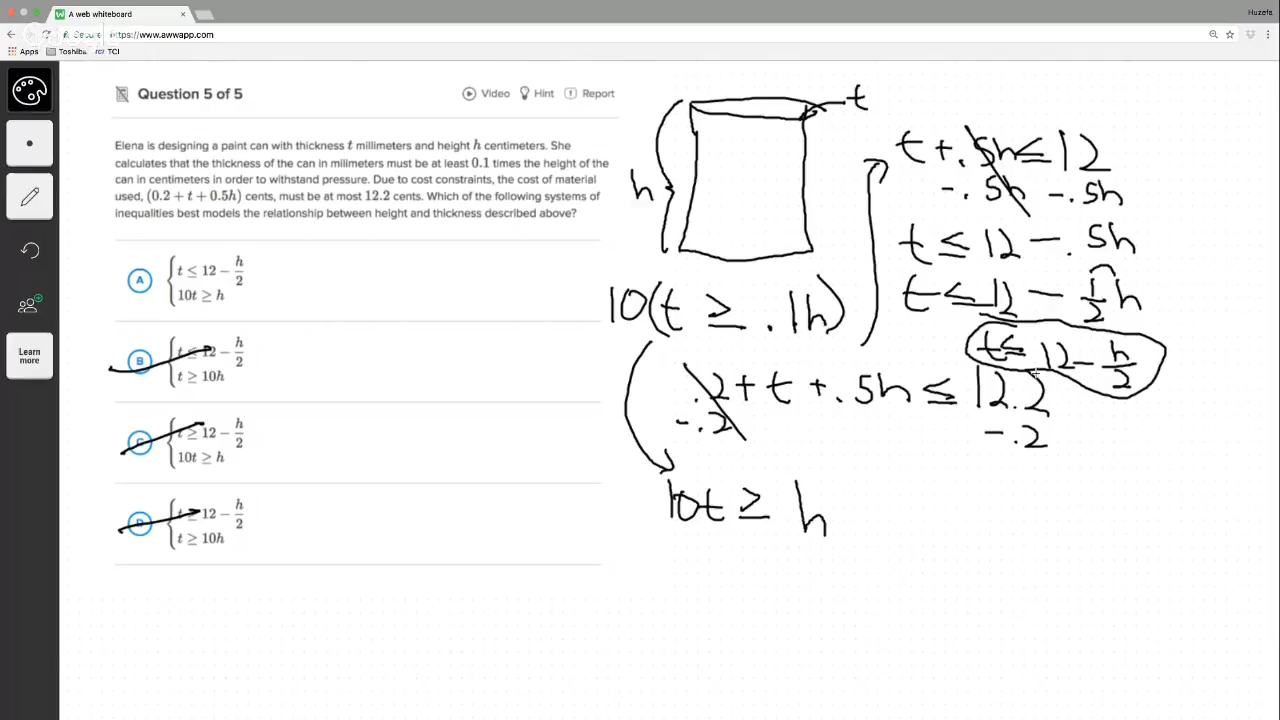 A web whiteboard
Huzefa
Secure https://www.awwapp.com
Apps Toshiba TCI
Question 5 of 5
Video Hint Report
Elena is designing a paint can with thickness t millimeters and height h centimeters. She
calculates that the thickness of the can in milimeters must be at least 0.1 times the height of the
can in centimeters in order to withstand pressure. Due to cost constraints, the cost of material
used, (0.2 + t + 0.5h) cents, must be at most 12.2 cents. Which of the following systems of
inequalities best models the relationship between height and thickness described above?
A
t ≤ 12 − h/2
10t ≥ h
B
t ≤ 12 − h/2
t ≥ 10h
C
t ≥ 12 − h/2
10t ≥ h
D
t ≥ 12 − h/2
t ≥ 10h
Learn
more
t
h
10(t ≥ .1h)
.2 + t + .5h ≤ 12.2
-.2 -.2
10t ≥ h
t + .5h ≤ 12
-.5h -.5h
t ≤ 12 - .5h
t ≤ 12 - 1/2 h
t ≤ 12 - h/2